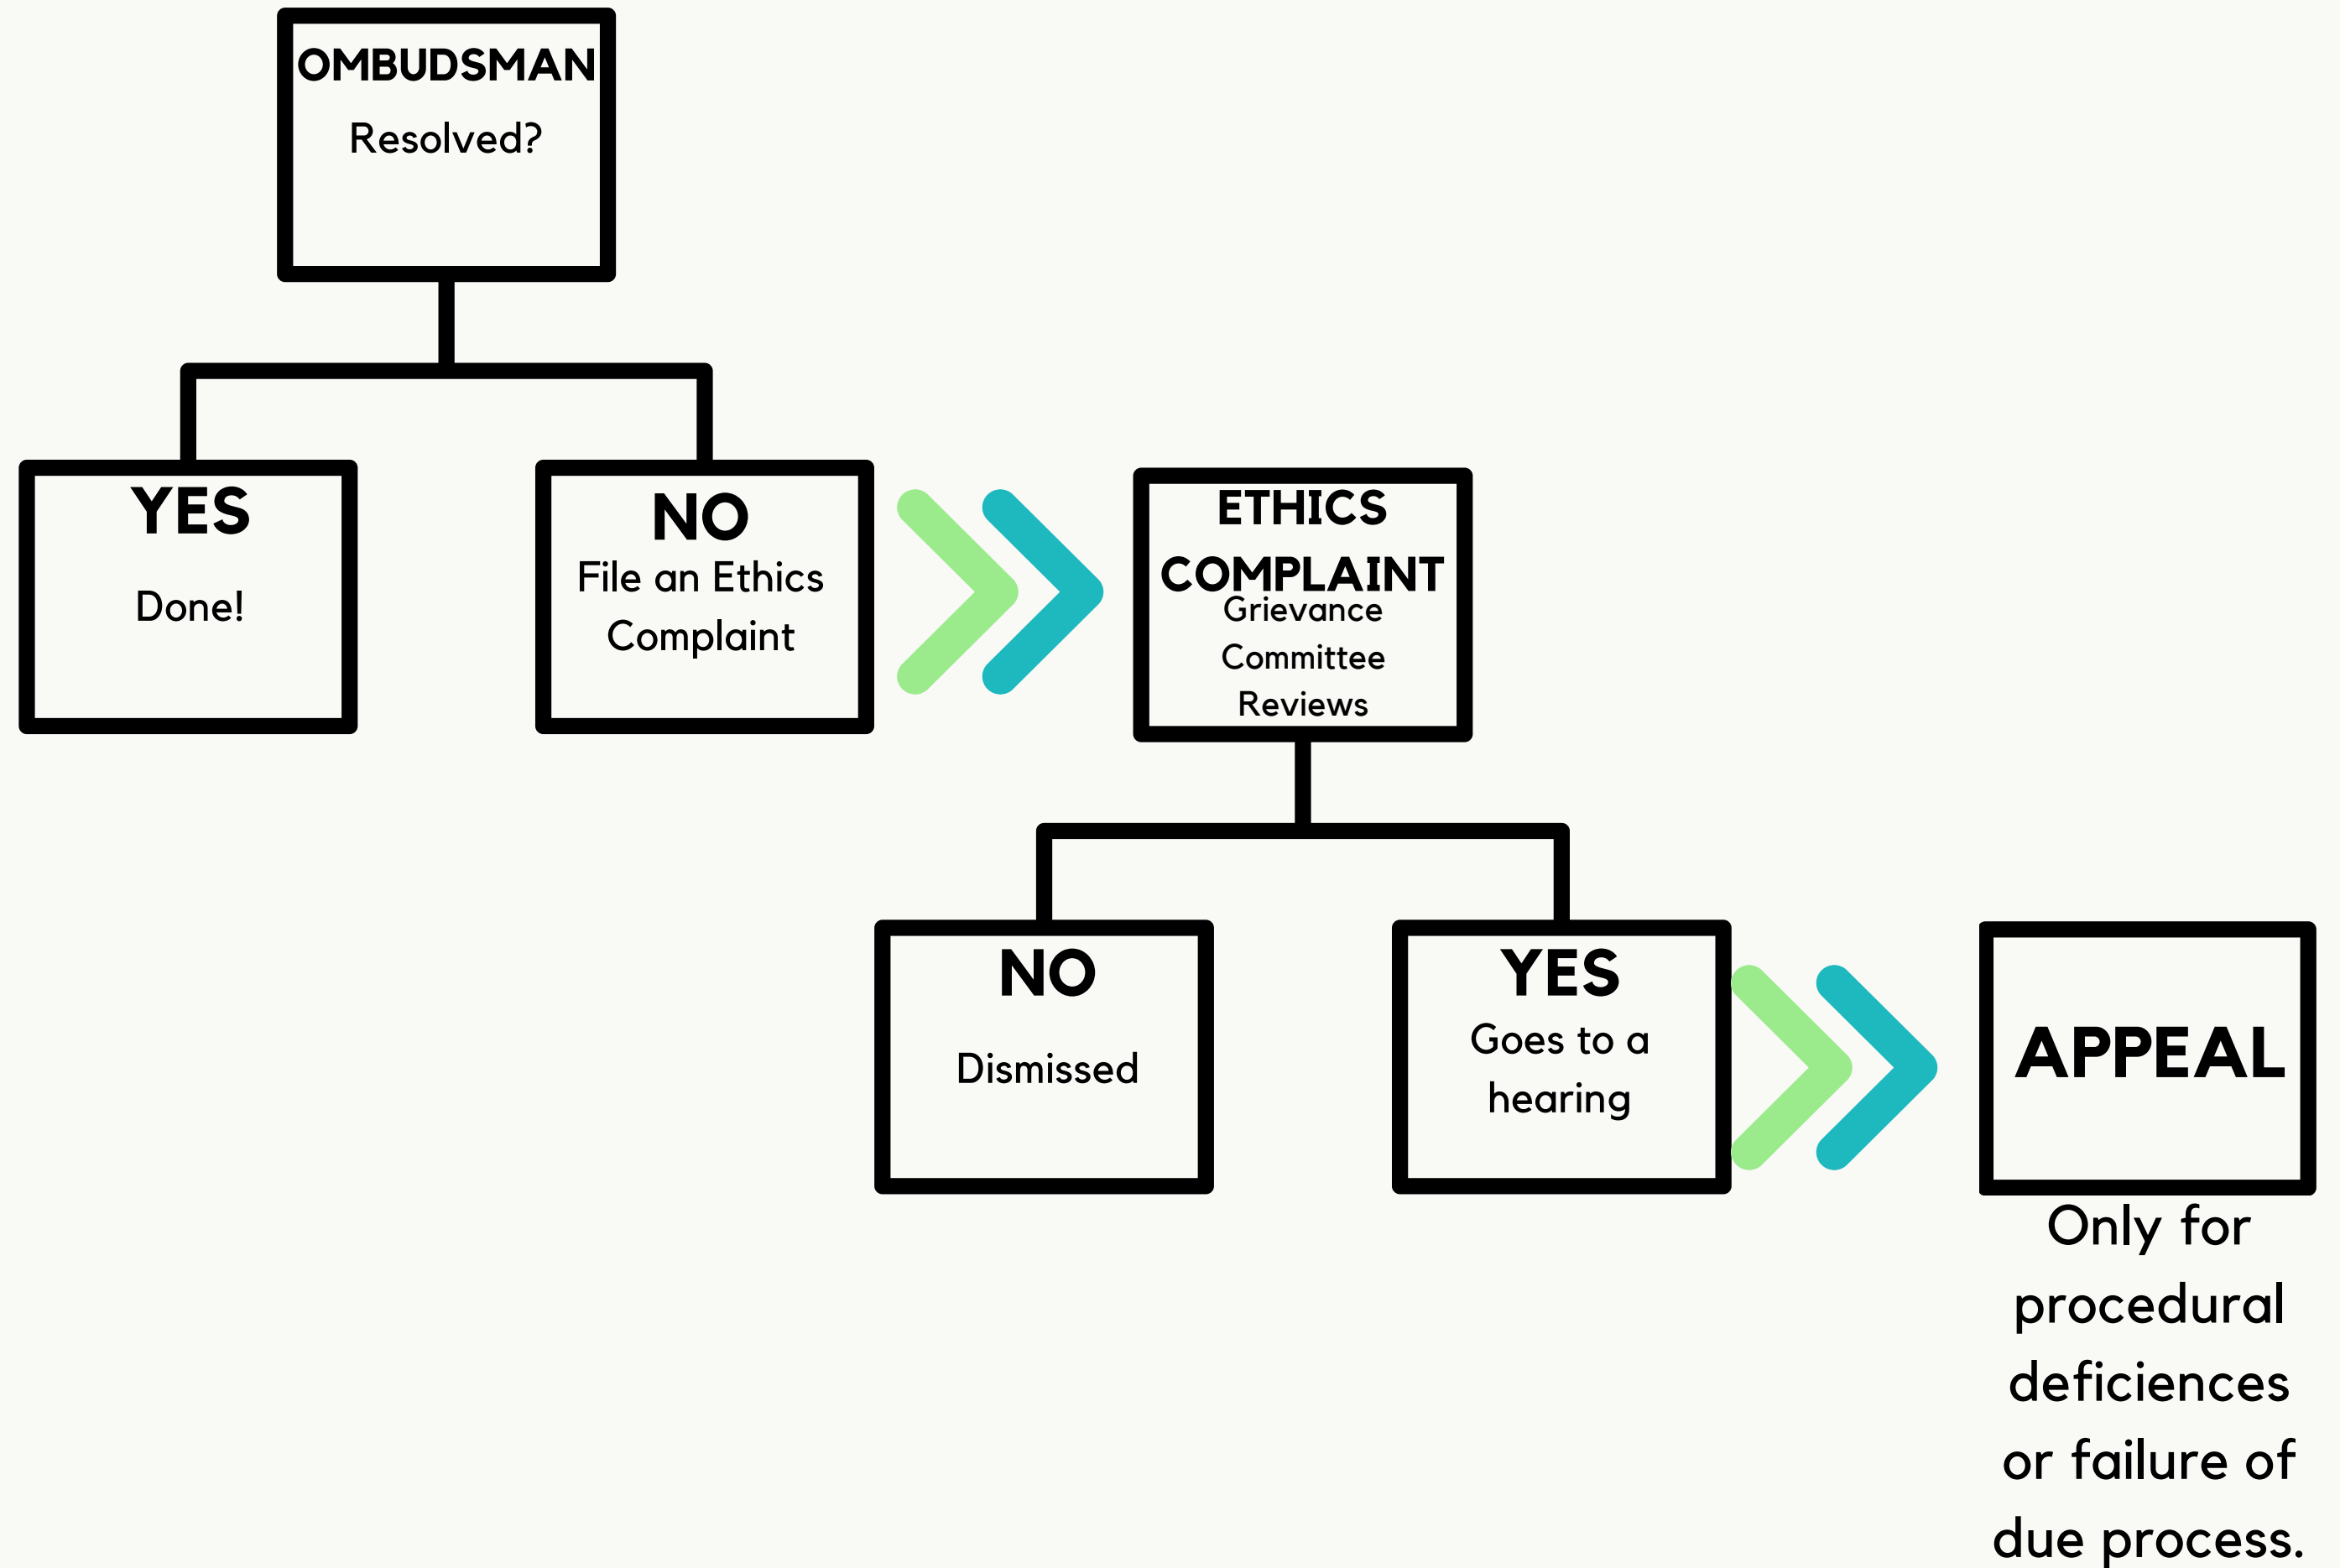 OMBUDSMAN
Resolved?
YES
Done!
NO
File an Ethics
Complaint
ETHICS
COMPLAINT
Grievance
Committee
Reviews
NO
Dismissed
YES
Goes to a
hearing
APPEAL
Only for
procedural
deficiences
or failure of
due process.